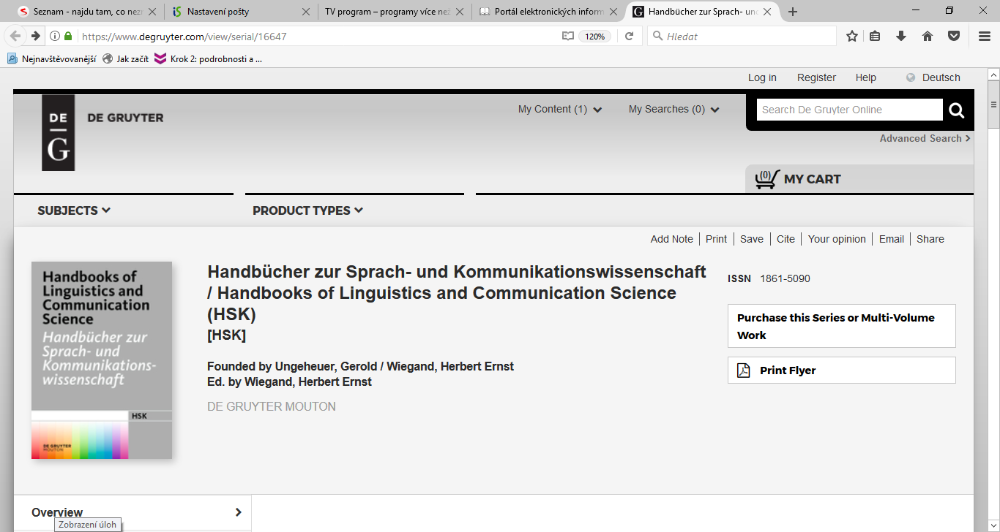 Seznam - najdu tam, co nezn
Nastavení pošty
TV program – programy více než
Portál elektronických inform
Handbücher zur Sprach- und
https://www.degruyter.com/view/serial/16647
120%
Hledat
Nejnavštěvovanější
Jak začít
Krok 2: podrobnosti a ...
Log in
Register
Help
Deutsch
DE
G
DE GRUYTER
My Content (1)
My Searches (0)
Search De Gruyter Online
Advanced Search
(0) MY CART
SUBJECTS
PRODUCT TYPES
Add Note
Print
Save
Cite
Your opinion
Email
Share
Handbooks of
Linguistics and
Communication
Science
Handbücher zur
Sprach- und
Kommunikations-
wissenschaft
HSK
DE GRUYTER
MOUTON
Handbücher zur Sprach- und Kommunikationswissenschaft
/ Handbooks of Linguistics and Communication Science
(HSK)
[HSK]
Founded by Ungeheuer, Gerold / Wiegand, Herbert Ernst
Ed. by Wiegand, Herbert Ernst
DE GRUYTER MOUTON
ISSN 1861-5090
Purchase this Series or Multi-Volume
Work
Print Flyer
Overview
Zobrazení úloh